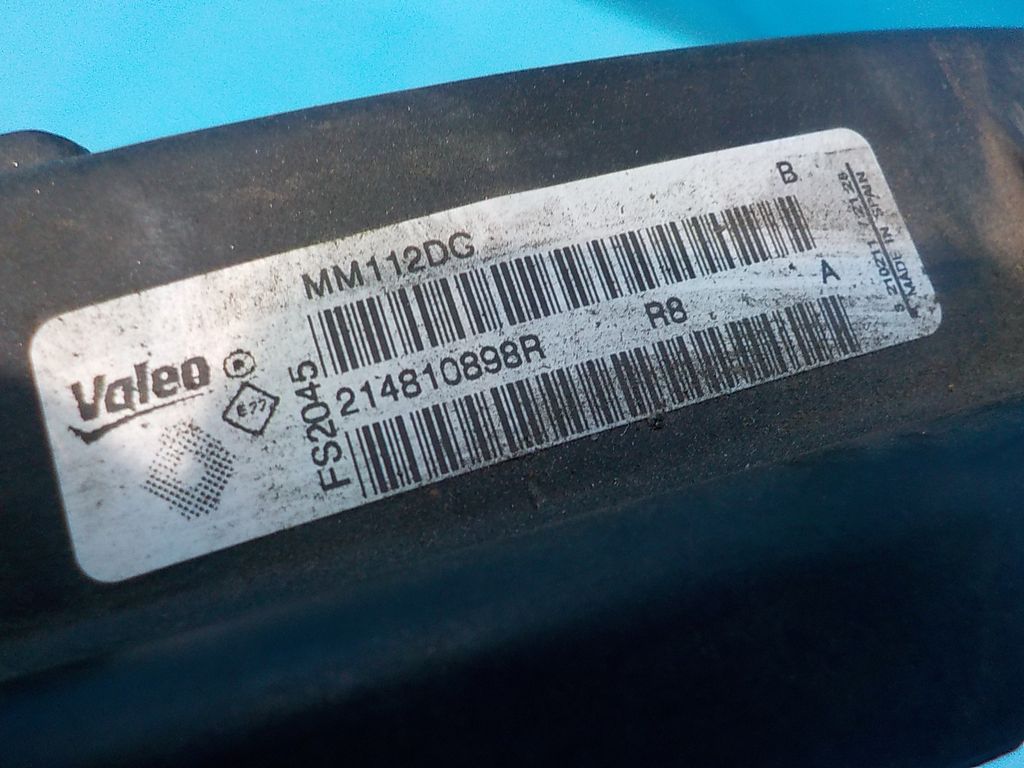 MM112DG
B
Valeo
R
E77
FS2045
214810898R
R8
A
MADE IN SPAIN